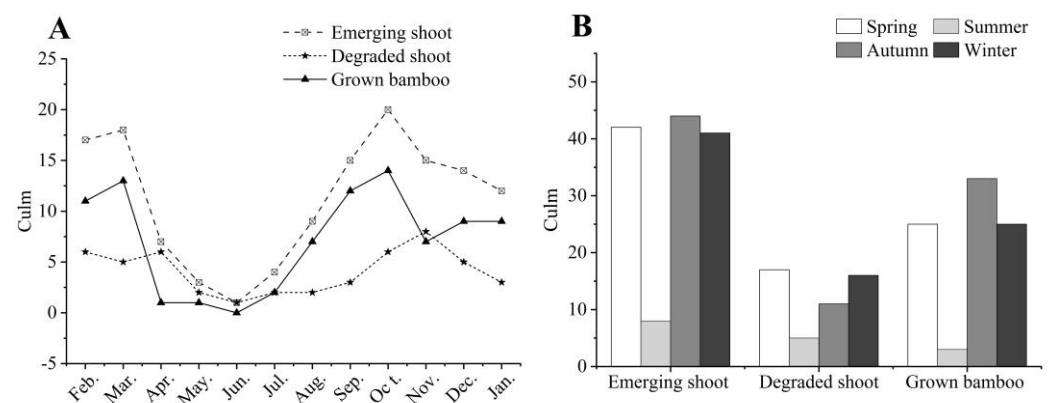 A
Emerging shoot
Degraded shoot
Grown bamboo
25
20
15
10
5
0
-5
Culm
Feb.
Mar.
Apr.
May.
Jun.
Jul.
Aug.
Sep.
Oc t.
Nov.
Dec.
Jan.
B
Spring Summer
Autumn Winter
50
40
30
20
10
0
Culm
Emerging shoot Degraded shoot Grown bamboo